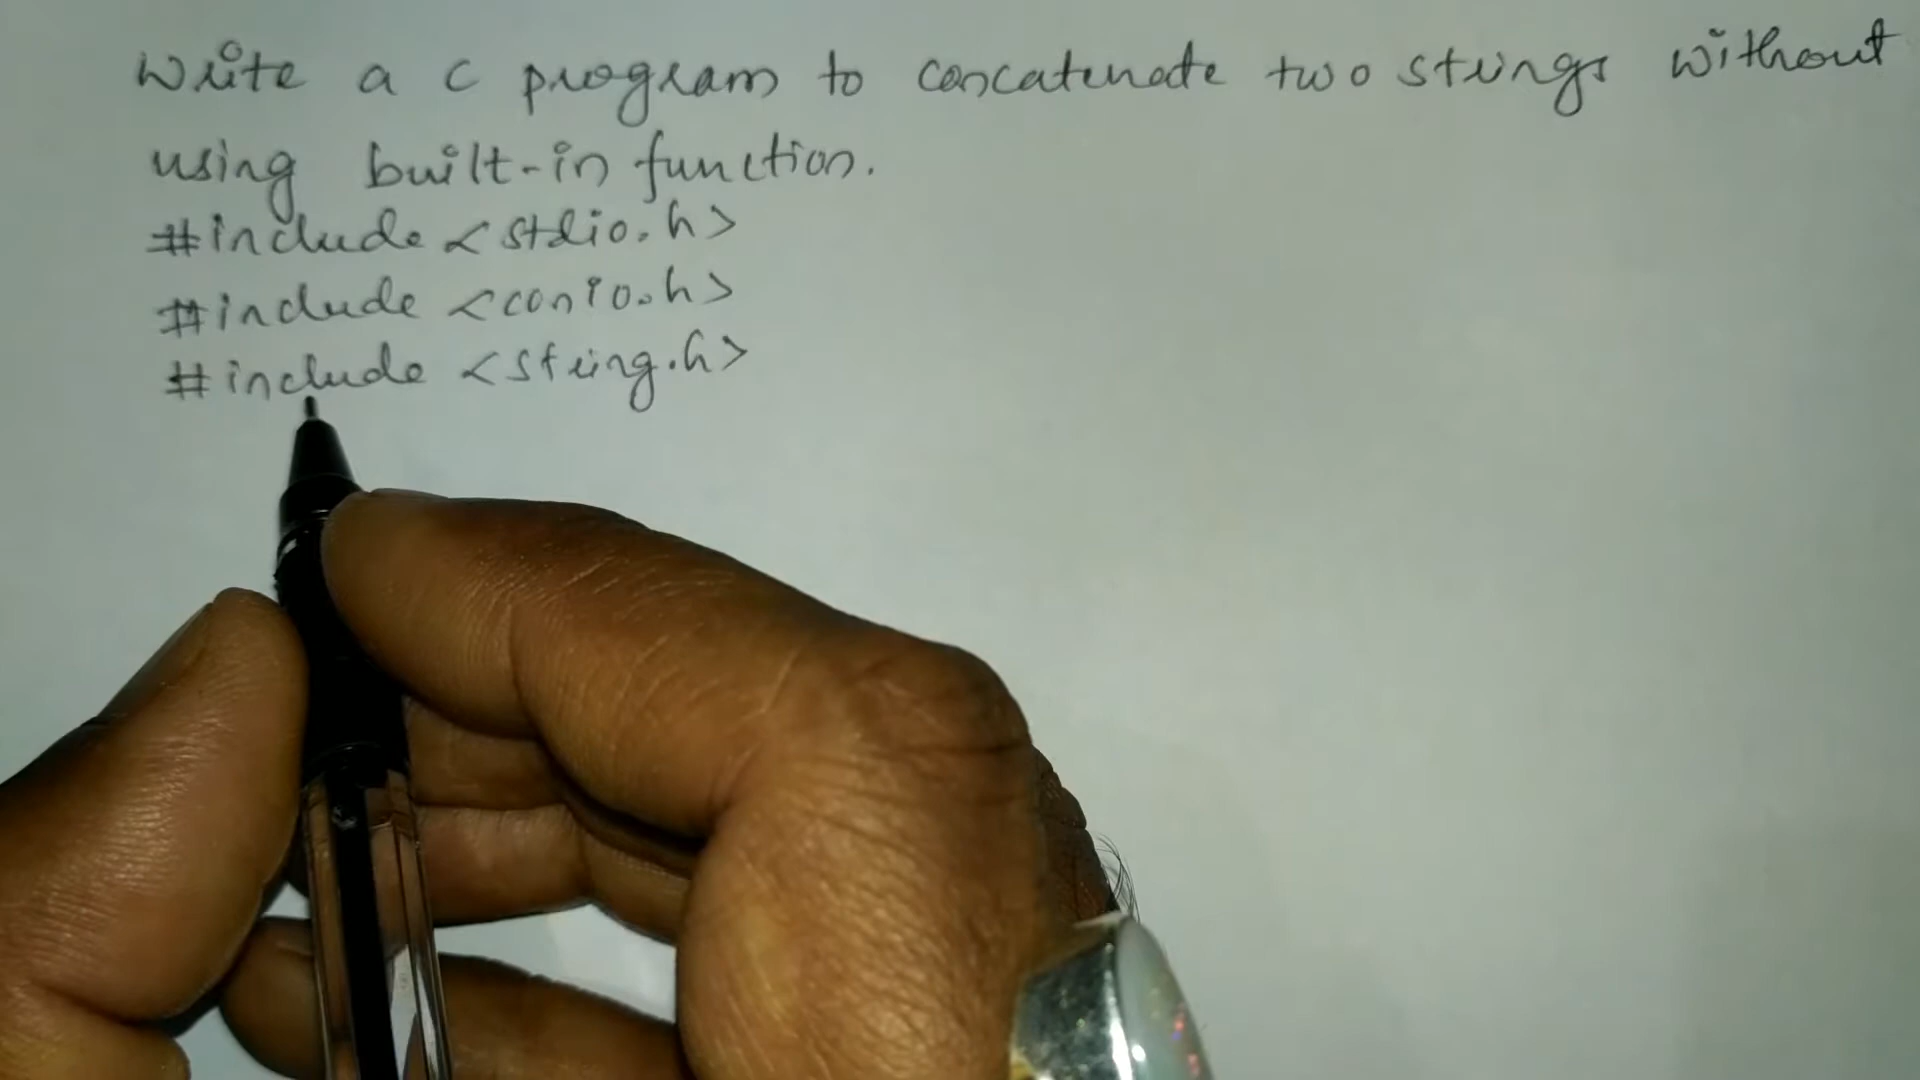 Write a C program to concatenate two strings without
using built-in function.
#include <stdio.h>
#include <conio.h>
#include <string.h>